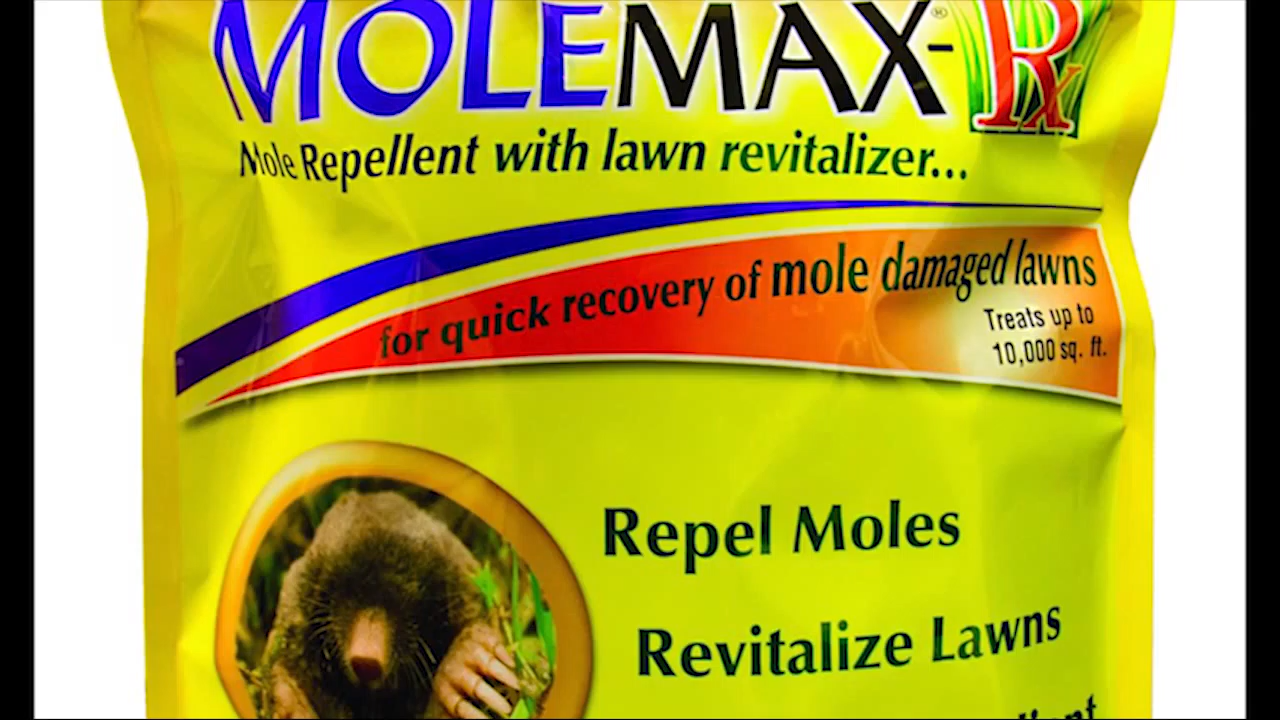 MOLEMAX®-Rx
Mole Repellent with lawn revitalizer...
for quick recovery of mole damaged lawns
Treats up to
10,000 sq. ft.
Repel Moles
Revitalize Lawns